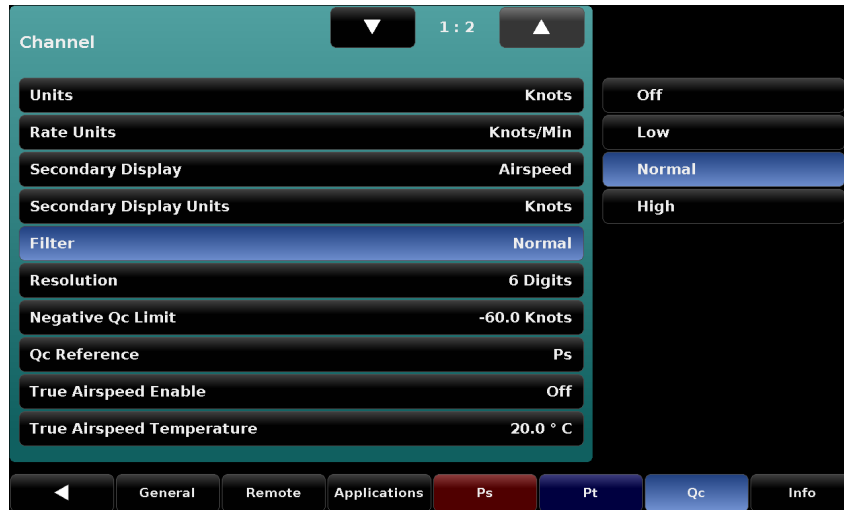 Channel
1 : 2
Units Knots
Rate Units Knots/Min
Secondary Display Airspeed
Secondary Display Units Knots
Filter Normal
Resolution 6 Digits
Negative Qc Limit -60.0 Knots
Qc Reference Ps
True Airspeed Enable Off
True Airspeed Temperature 20.0 ° C
Off
Low
Normal
High
General Remote Applications Ps Pt Qc Info